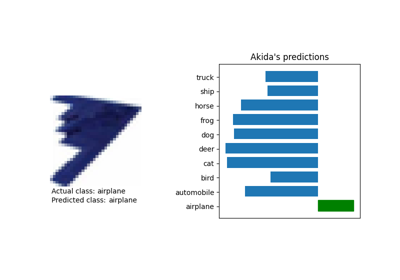 Akida's predictions
truck
ship
horse
frog
dog
deer
cat
bird
automobile
airplane
Actual class: airplane
Predicted class: airplane